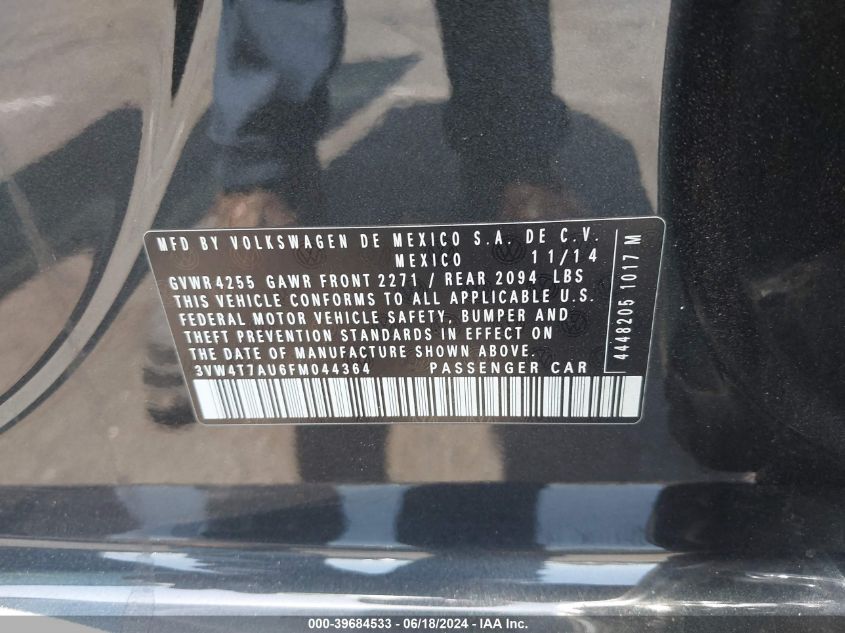 MFD BY VOLKSWAGEN DE MEXICO S.A. DE C.V.
MEXICO 11/14
GVWR 4255 GAWR FRONT 2271 / REAR 2094 LBS
THIS VEHICLE CONFORMS TO ALL APPLICABLE U.S.
FEDERAL MOTOR VEHICLE SAFETY, BUMPER AND
THEFT PREVENTION STANDARDS IN EFFECT ON
THE DATE OF MANUFACTURE SHOWN ABOVE.
3VW4T7AU6FM044364 PASSENGER CAR
4448205 1017 M
000-39684533 - 06/18/2024 - IAA Inc.